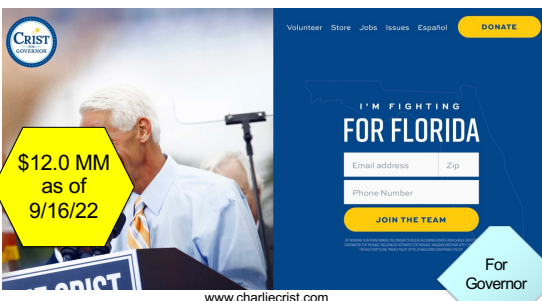 CRIST
FOR
GOVERNOR
Volunteer Store Jobs Issues Español DONATE
I'M FIGHTING
FOR FLORIDA
Email address Zip
Phone Number
JOIN THE TEAM
$12.0 MM
as of
9/16/22
CRIST
For
Governor
www.charliecrist.com